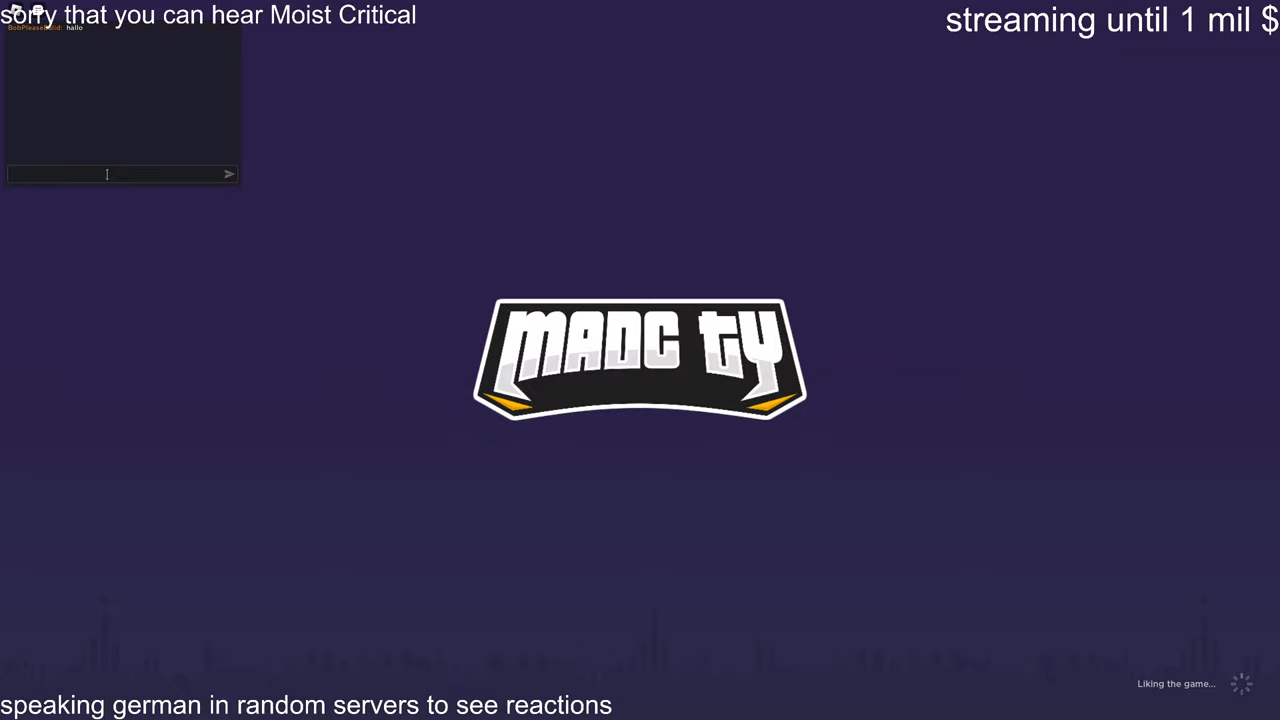 sorry that you can hear Moist Critical
streaming until 1 mil $
BobPleaseBuild: hallo
MADC TY
Liking the game...
speaking german in random servers to see reactions